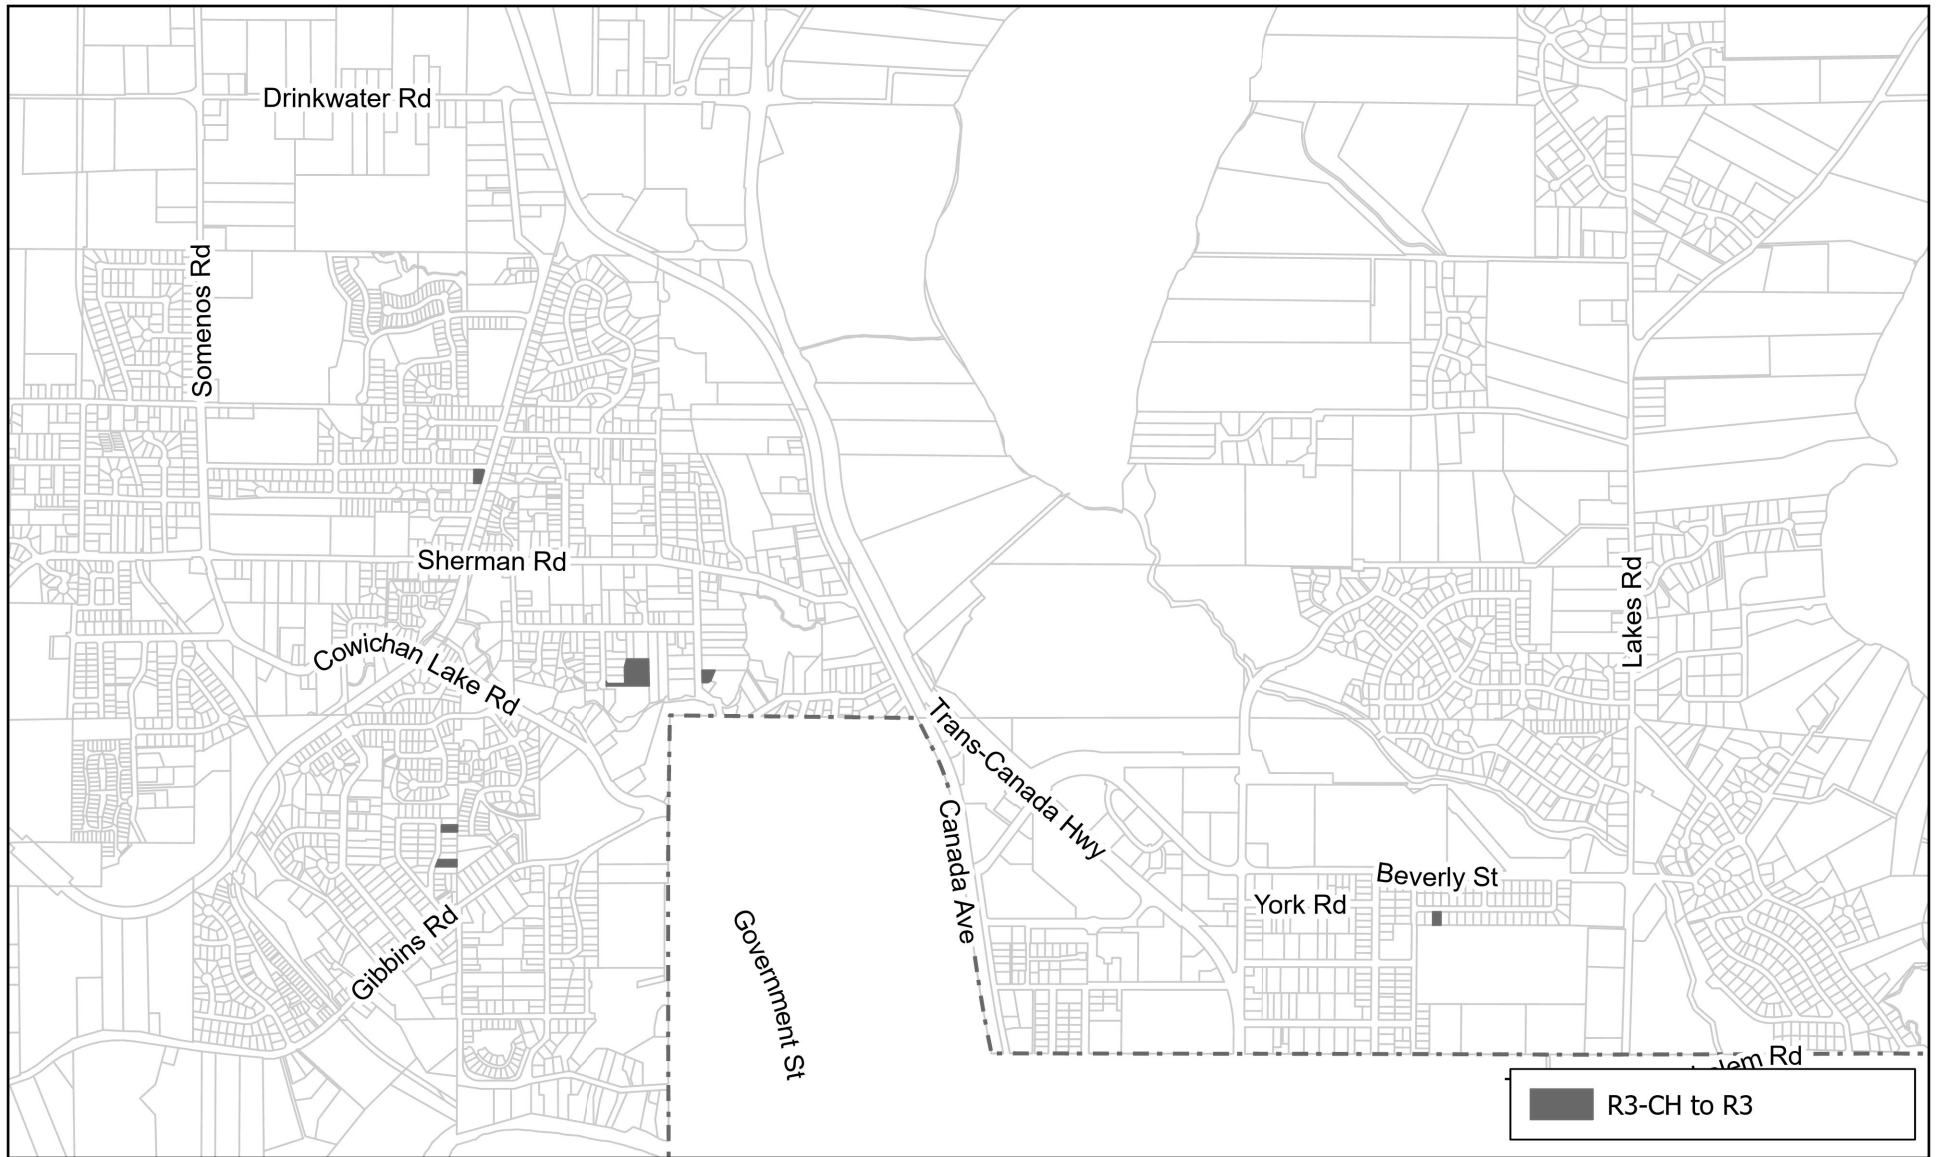 Drinkwater Rd
Somenos Rd
Sherman Rd
Lakes Rd
Cowichan Lake Rd
Trans-Canada Hwy
Canada Ave
Beverly St
York Rd
Gibbins Rd
Government St
Rd
R3-CH to R3